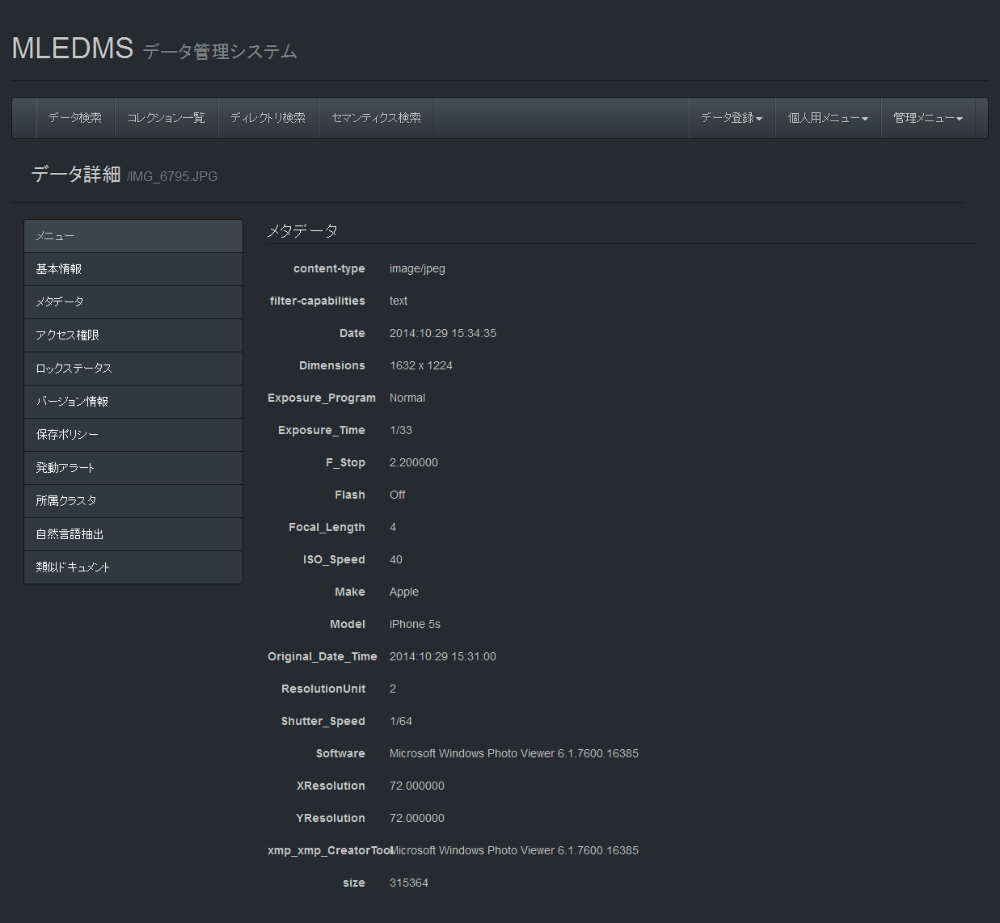 MLEDMS データ管理システム
データ検索 コレクション一覧 ディレクトリ検索 セマンティクス検索 データ登録 個人用メニュー 管理メニュー
データ詳細 /IMG_6795.JPG
メニュー
基本情報
メタデータ
アクセス権限
ロックステータス
バージョン情報
保存ポリシー
発動アラート
所属クラスタ
自然言語抽出
類似ドキュメント
メタデータ
content-type image/jpeg
filter-capabilities text
Date 2014:10:29 15:34:35
Dimensions 1632 x 1224
Exposure_Program Normal
Exposure_Time 1/33
F_Stop 2.200000
Flash Off
Focal_Length 4
ISO_Speed 40
Make Apple
Model iPhone 5s
Original_Date_Time 2014:10:29 15:31:00
ResolutionUnit 2
Shutter_Speed 1/64
Software Microsoft Windows Photo Viewer 6.1.7600.16385
XResolution 72.000000
YResolution 72.000000
xmp_xmp_CreatorTool Microsoft Windows Photo Viewer 6.1.7600.16385
size 315364